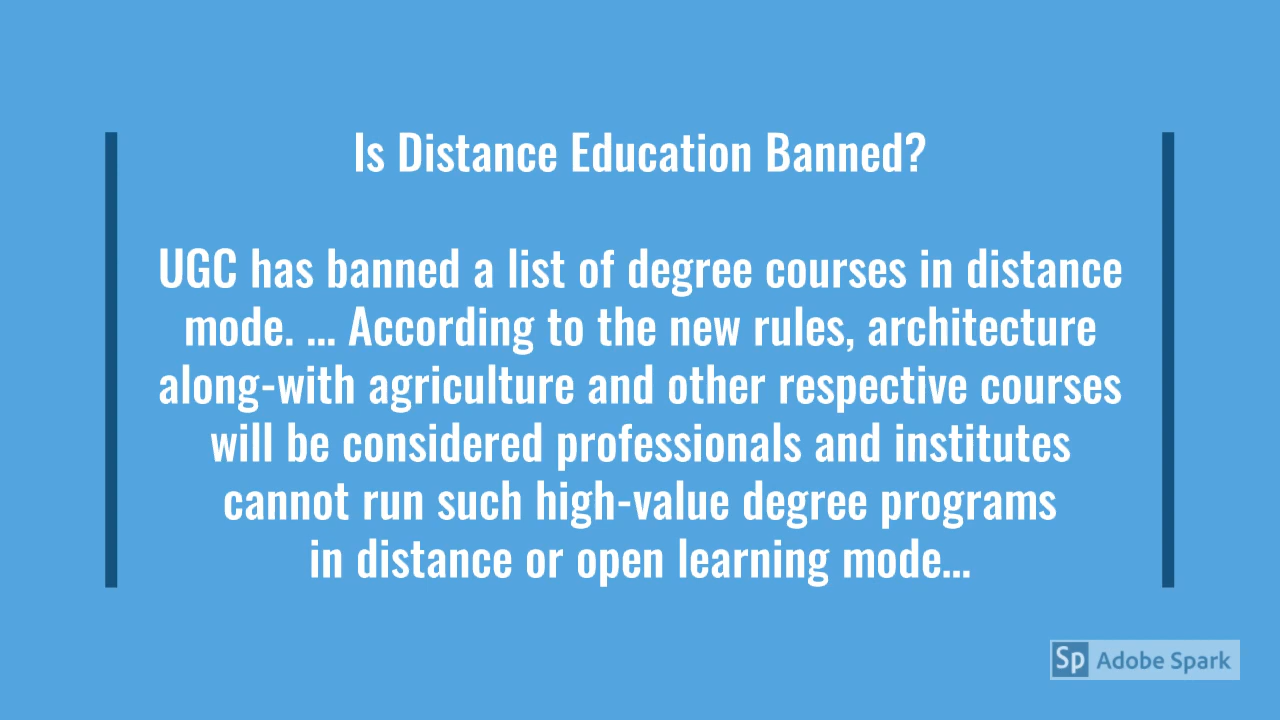 Is Distance Education Banned?
UGC has banned a list of degree courses in distance
mode. ... According to the new rules, architecture
along-with agriculture and other respective courses
will be considered professionals and institutes
cannot run such high-value degree programs
in distance or open learning mode...
Sp Adobe Spark